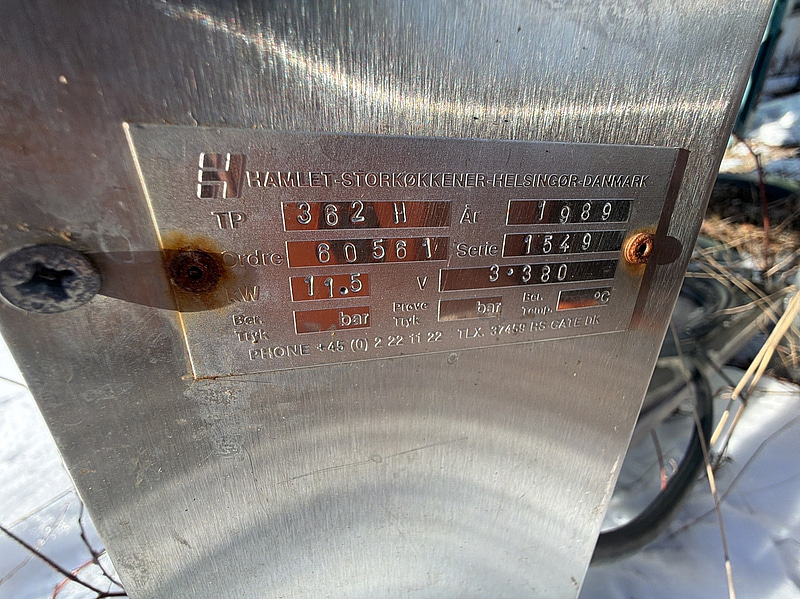 H HAMLET-STORKØKKENER-HELSINGØR-DANMARK
TP 362 H År 1989
Ordre 60561 Serie 1549
KW 11.5 V 3·380
Ber. Tryk bar Prøve Tryk bar Ber. Temp. °C
PHONE +45 (0) 2 22 11 22 TLX. 37459 RS GATE DK